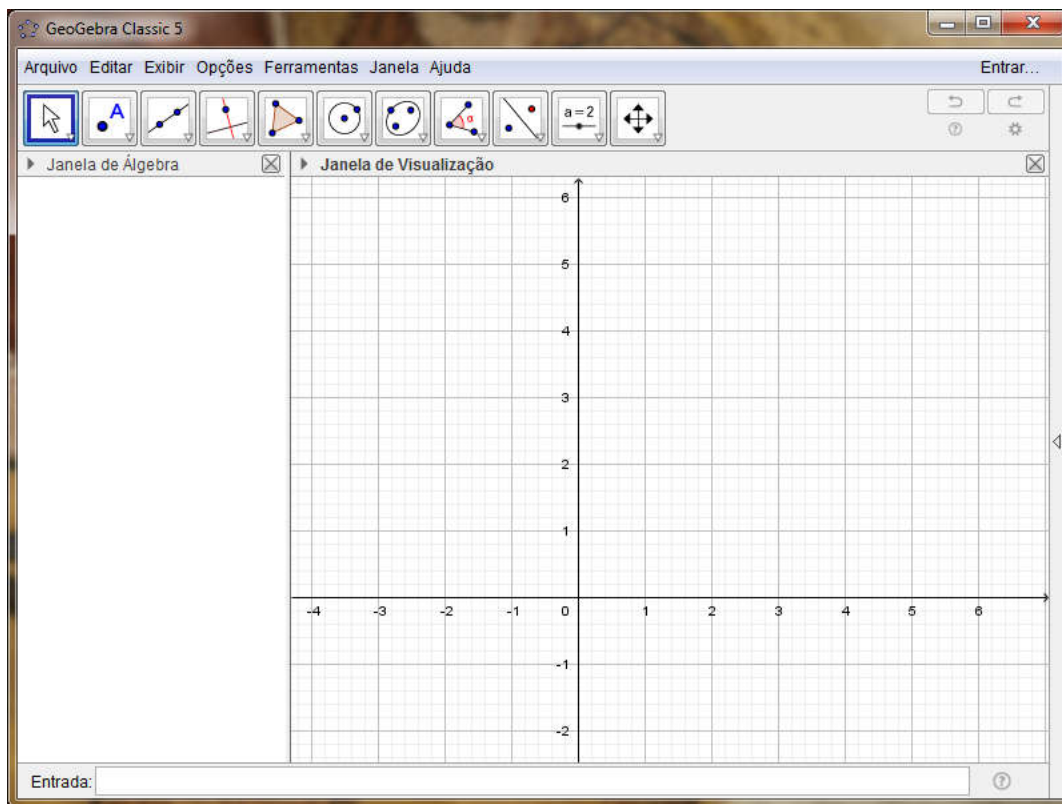 GeoGebra Classic 5
Arquivo Editar Exibir Opções Ferramentas Janela Ajuda Entrar...
A α a=2
Janela de Álgebra Janela de Visualização
6
5
4
3
2
1
-4 -3 -2 -1 0 1 2 3 4 5 6
-1
-2
Entrada: